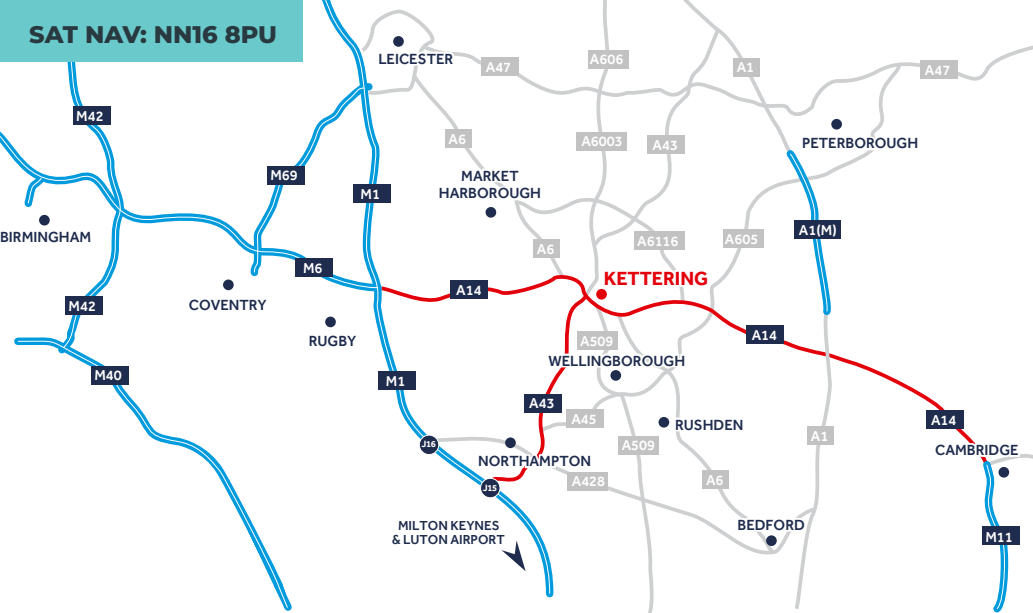 SAT NAV: NN16 8PU
LEICESTER
A47
A606
A1
A47
M42
A6
A6003
A43
PETERBOROUGH
M69
M1
MARKET
HARBOROUGH
BIRMINGHAM
A6
A6116
A605
A1(M)
M6
KETTERING
A14
COVENTRY
M42
RUGBY
A509
A14
WELLINGBOROUGH
M40
M1
A43
A45
RUSHDEN
A14
J16
NORTHAMPTON
A509
A1
CAMBRIDGE
J15
A428
A6
MILTON KEYNES
& LUTON AIRPORT
BEDFORD
M11